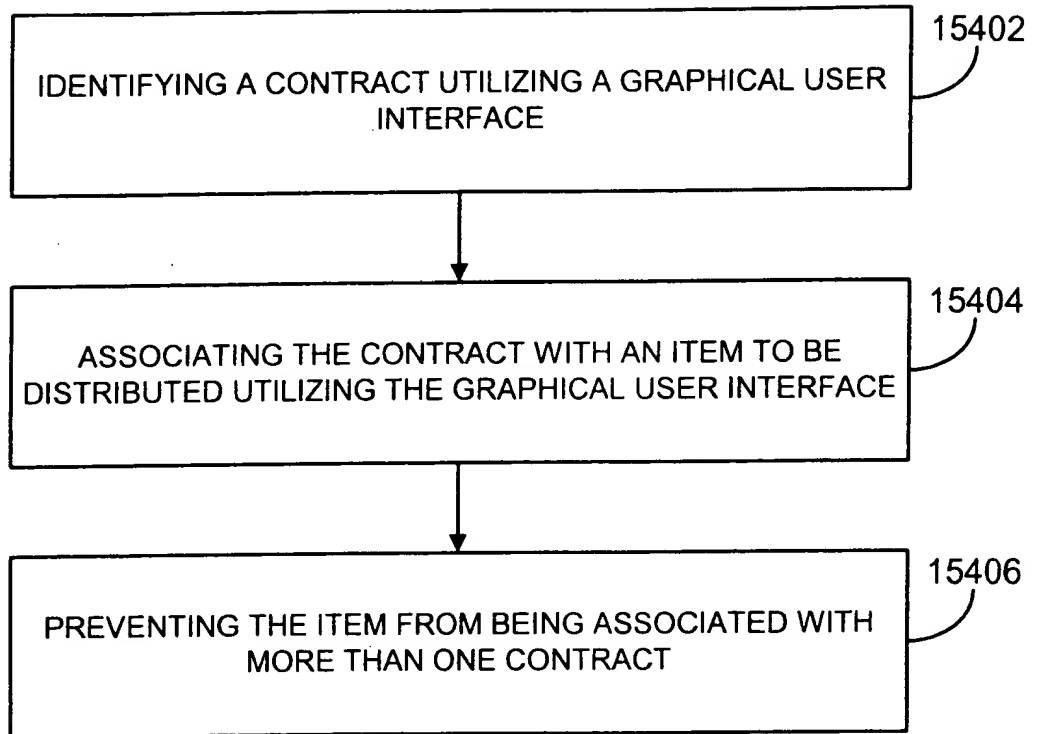 15402
IDENTIFYING A CONTRACT UTILIZING A GRAPHICAL USER
INTERFACE
15404
ASSOCIATING THE CONTRACT WITH AN ITEM TO BE
DISTRIBUTED UTILIZING THE GRAPHICAL USER INTERFACE
15406
PREVENTING THE ITEM FROM BEING ASSOCIATED WITH
MORE THAN ONE CONTRACT